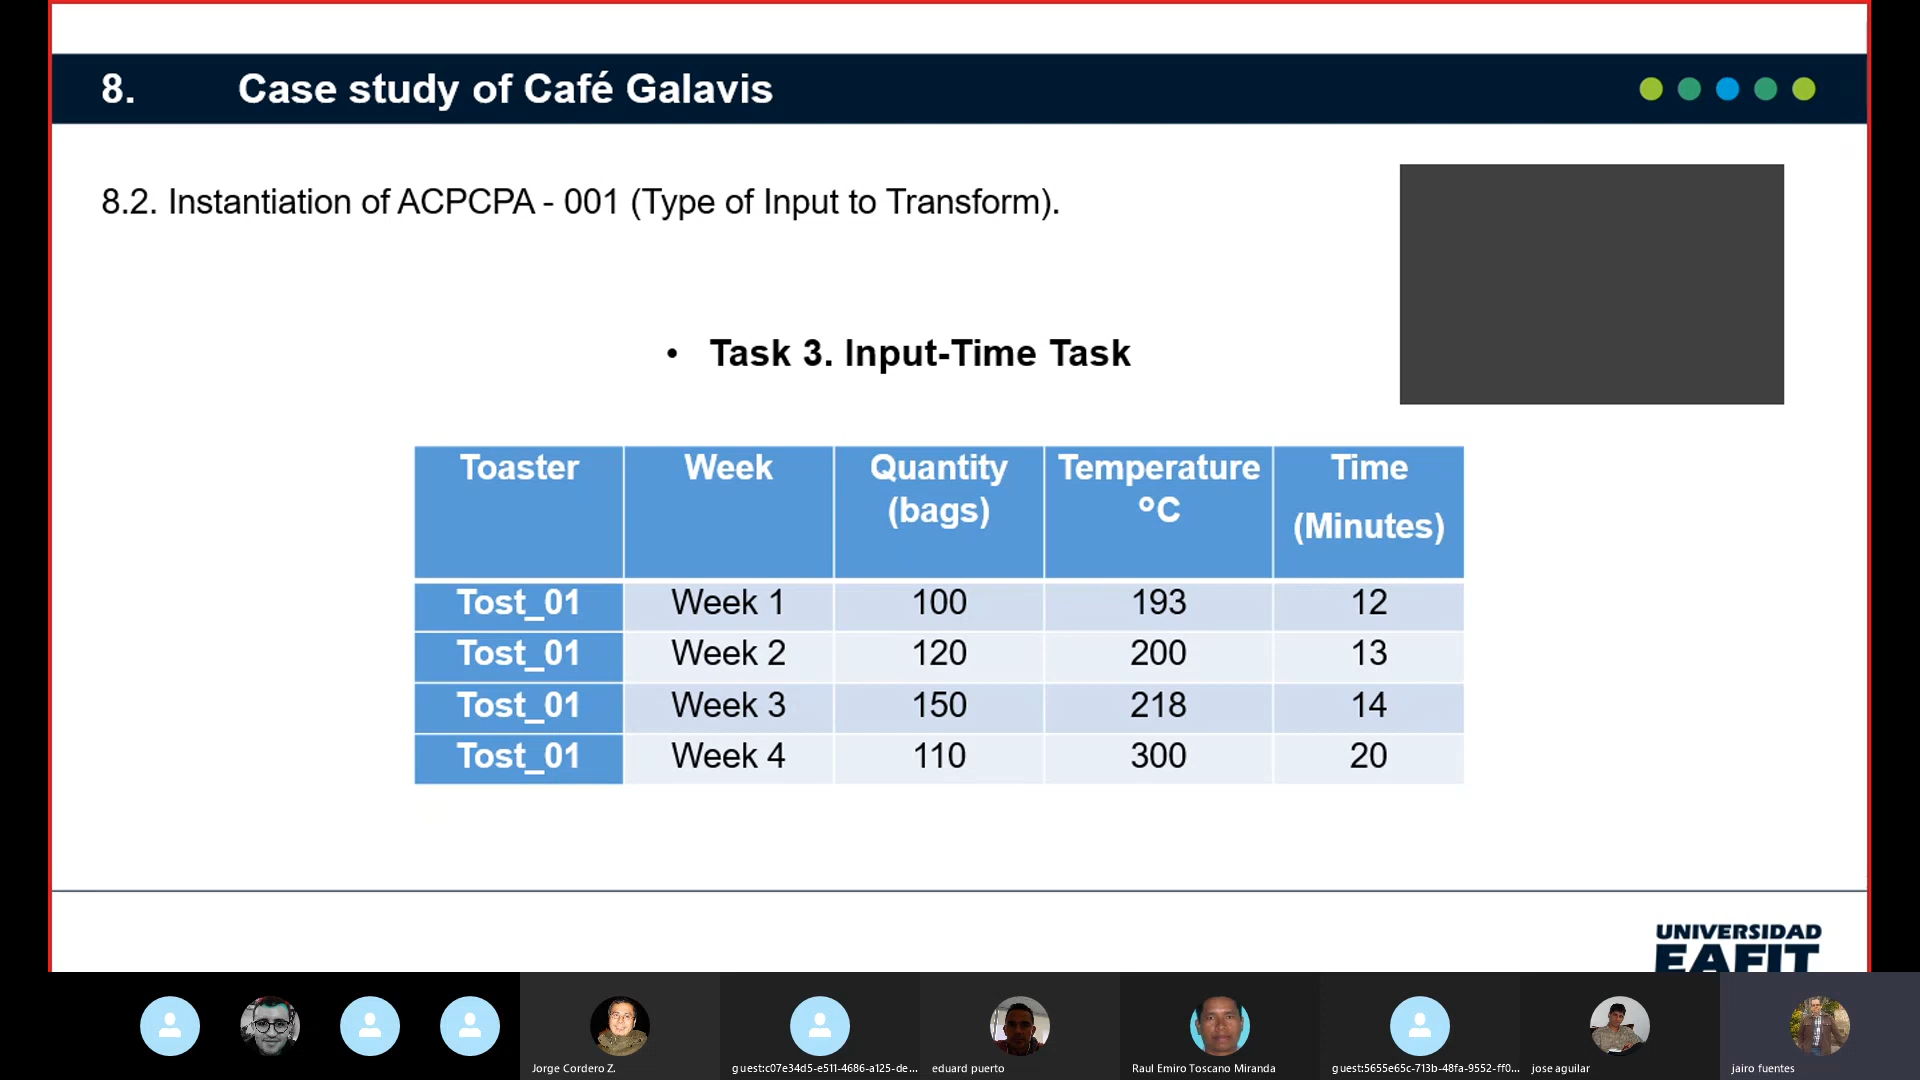 8. Case study of Café Galavis
8.2. Instantiation of ACPCPA - 001 (Type of Input to Transform).
• Task 3. Input-Time Task
Toaster Week Quantity (bags) Temperature ºC Time (Minutes)
Tost_01 Week 1 100 193 12
Tost_01 Week 2 120 200 13
Tost_01 Week 3 150 218 14
Tost_01 Week 4 110 300 20
UNIVERSIDAD
EAFIT
Jorge Cordero Z. guest:c07e34d5-e511-4686-a125-de... eduard puerto Raul Emiro Toscano Miranda guest:5655e65c-713b-48fa-9552-ff0... jose aguilar jairo fuentes